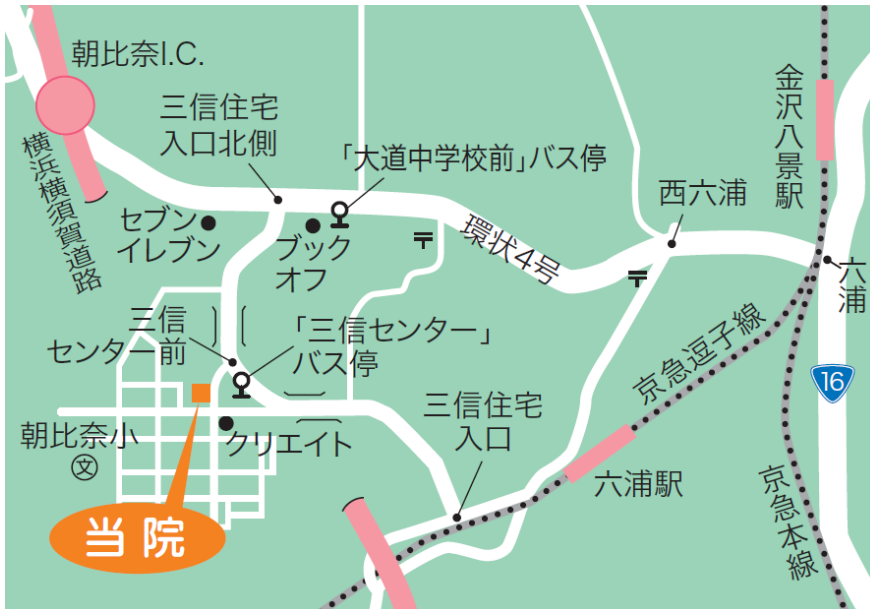 朝比奈I.C.
横浜横須賀道路
三信住宅
入口北側
「大道中学校前」バス停
金沢八景駅
西六浦
セブン
イレブン
ブック
オフ
〒
環状4号
〒
六浦
三信
センター前
「三信センター」
バス停
京急逗子線
16
朝比奈小
文
クリエイト
三信住宅
入口
六浦駅
京急本線
当院